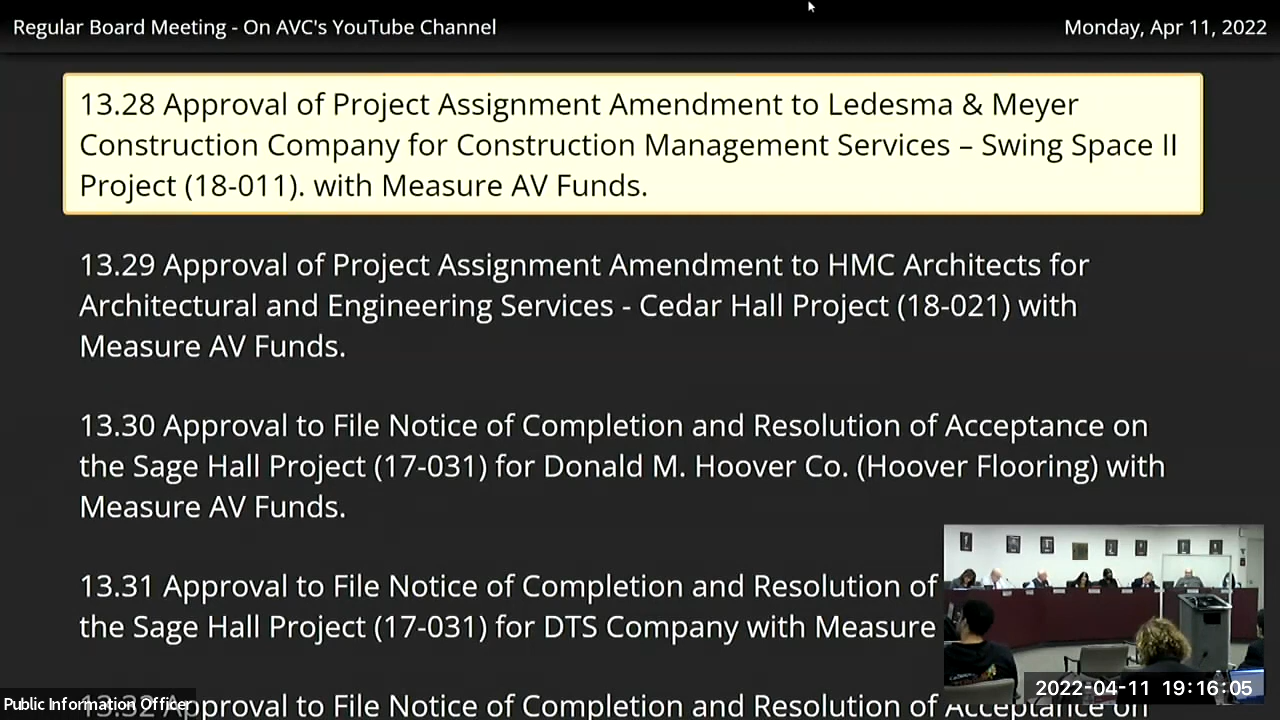 Regular Board Meeting - On AVC's YouTube Channel
Monday, Apr 11, 2022
13.28 Approval of Project Assignment Amendment to Ledesma & Meyer
Construction Company for Construction Management Services – Swing Space II
Project (18-011). with Measure AV Funds.
13.29 Approval of Project Assignment Amendment to HMC Architects for
Architectural and Engineering Services - Cedar Hall Project (18-021) with
Measure AV Funds.
13.30 Approval to File Notice of Completion and Resolution of Acceptance on
the Sage Hall Project (17-031) for Donald M. Hoover Co. (Hoover Flooring) with
Measure AV Funds.
13.31 Approval to File Notice of Completion and Resolution of
the Sage Hall Project (17-031) for DTS Company with Measure
13.32 Approval to File Notice of Completion and Resolution of Acceptance on
Public Information Officer
2022-04-11 19:16:05